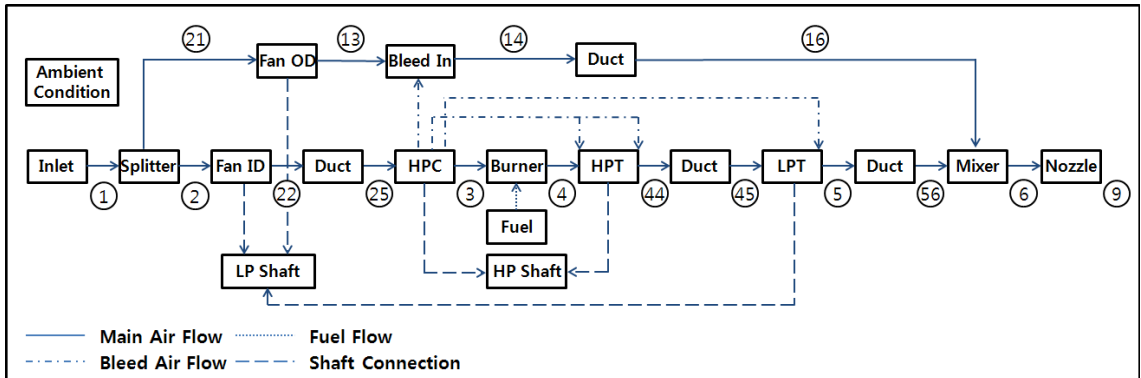 21
13
14
16
Ambient
Condition
Fan OD
Bleed In
Duct
Inlet
Splitter
Fan ID
Duct
HPC
Burner
HPT
Duct
LPT
Duct
Mixer
Nozzle
1
2
22
25
3
4
44
45
5
56
6
9
Fuel
LP Shaft
HP Shaft
Main Air Flow
Fuel Flow
Bleed Air Flow
Shaft Connection